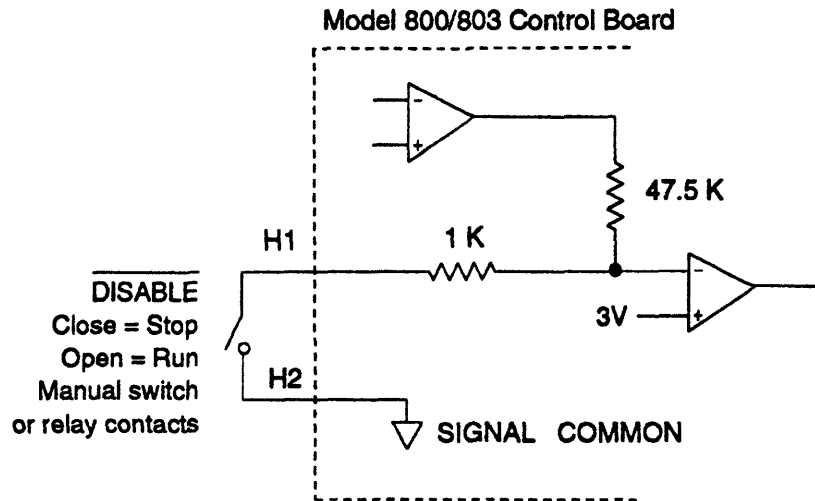 Model 800/803 Control Board
-
+
47.5 K
H1
1 K
DISABLE
Close = Stop
Open = Run
Manual switch
or relay contacts
-
3V
+
H2
SIGNAL COMMON